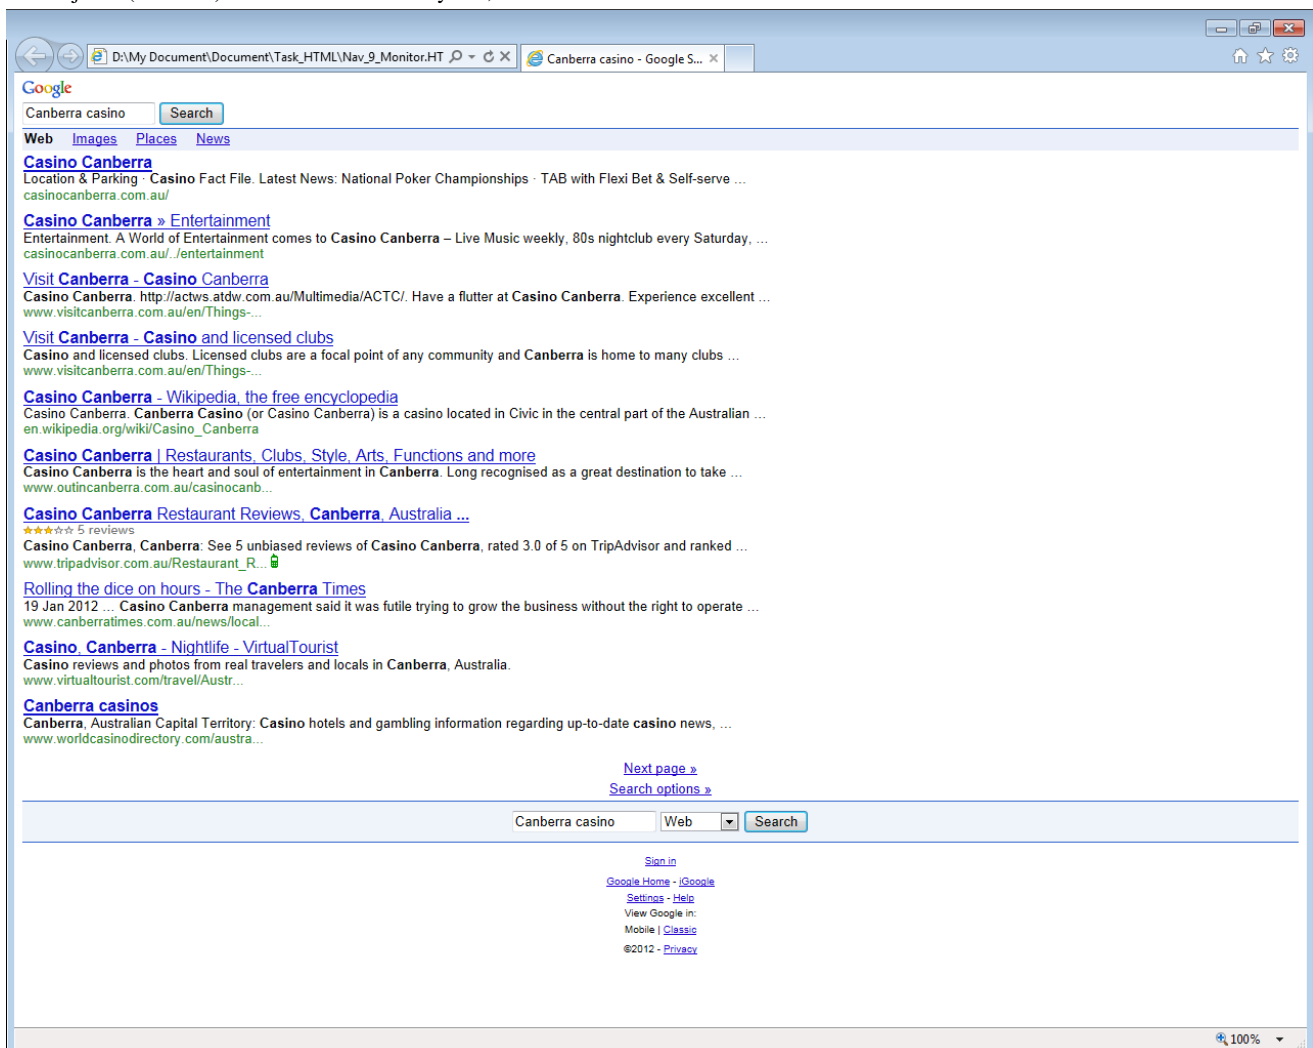 D:\My Document\Document\Task_HTML\Nav_9_Monitor.HT
Canberra casino - Google S...
Google
Canberra casino Search
Web Images Places News
Casino Canberra
Location & Parking · Casino Fact File. Latest News: National Poker Championships · TAB with Flexi Bet & Self-serve ...
casinocanberra.com.au/
Casino Canberra » Entertainment
Entertainment. A World of Entertainment comes to Casino Canberra – Live Music weekly, 80s nightclub every Saturday, ...
casinocanberra.com.au/../entertainment
Visit Canberra - Casino Canberra
Casino Canberra. http://actws.atdw.com.au/Multimedia/ACTC/. Have a flutter at Casino Canberra. Experience excellent ...
www.visitcanberra.com.au/en/Things-...
Visit Canberra - Casino and licensed clubs
Casino and licensed clubs. Licensed clubs are a focal point of any community and Canberra is home to many clubs ...
www.visitcanberra.com.au/en/Things-...
Casino Canberra - Wikipedia, the free encyclopedia
Casino Canberra. Canberra Casino (or Casino Canberra) is a casino located in Civic in the central part of the Australian ...
en.wikipedia.org/wiki/Casino_Canberra
Casino Canberra | Restaurants, Clubs, Style, Arts, Functions and more
Casino Canberra is the heart and soul of entertainment in Canberra. Long recognised as a great destination to take ...
www.outincanberra.com.au/casinocanb...
Casino Canberra Restaurant Reviews, Canberra, Australia ...
5 reviews
Casino Canberra, Canberra: See 5 unbiased reviews of Casino Canberra, rated 3.0 of 5 on TripAdvisor and ranked ...
www.tripadvisor.com.au/Restaurant_R...
Rolling the dice on hours - The Canberra Times
19 Jan 2012 ... Casino Canberra management said it was futile trying to grow the business without the right to operate ...
www.canberratimes.com.au/news/local...
Casino, Canberra - Nightlife - VirtualTourist
Casino reviews and photos from real travelers and locals in Canberra, Australia.
www.virtualtourist.com/travel/Austr...
Canberra casinos
Canberra, Australian Capital Territory: Casino hotels and gambling information regarding up-to-date casino news, ...
www.worldcasinodirectory.com/austra...
Next page »
Search options »
Canberra casino Web Search
Sign in
Google Home - iGoogle
Settings - Help
View Google in:
Mobile | Classic
©2012 - Privacy
100%